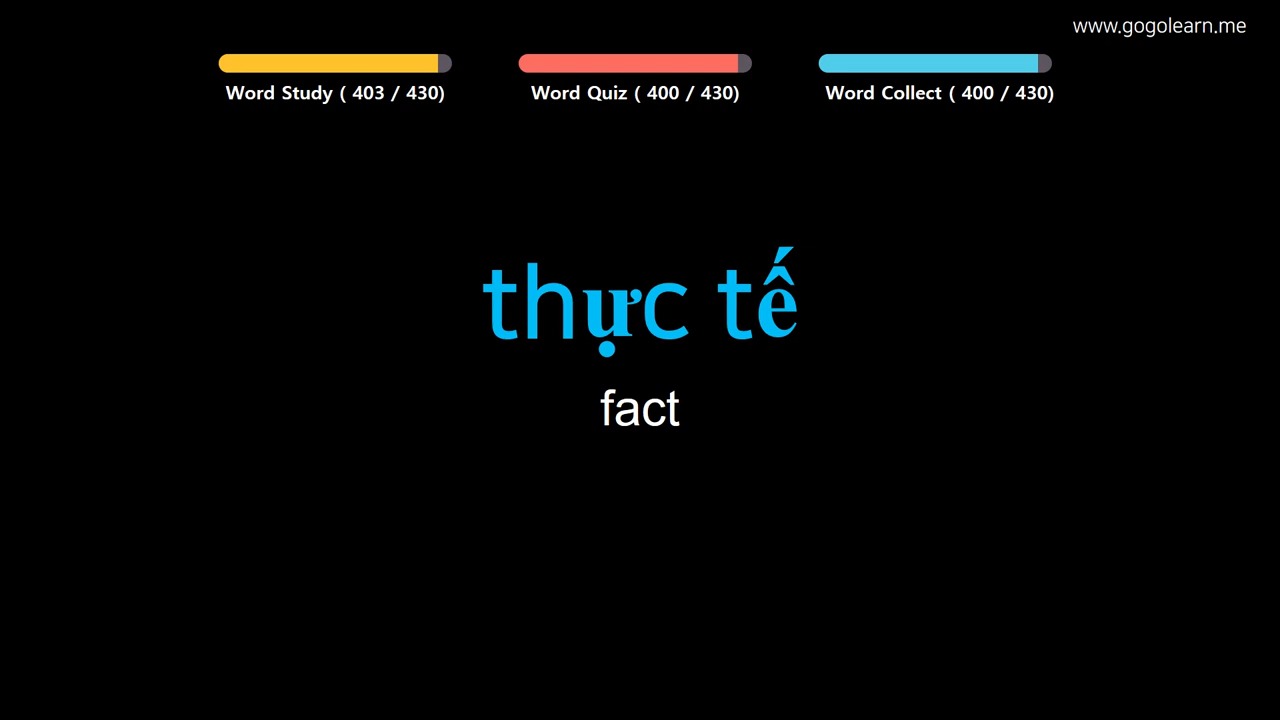 www.gogolearn.me
Word Study ( 403 / 430)
Word Quiz ( 400 / 430)
Word Collect ( 400 / 430)
thực tế
fact